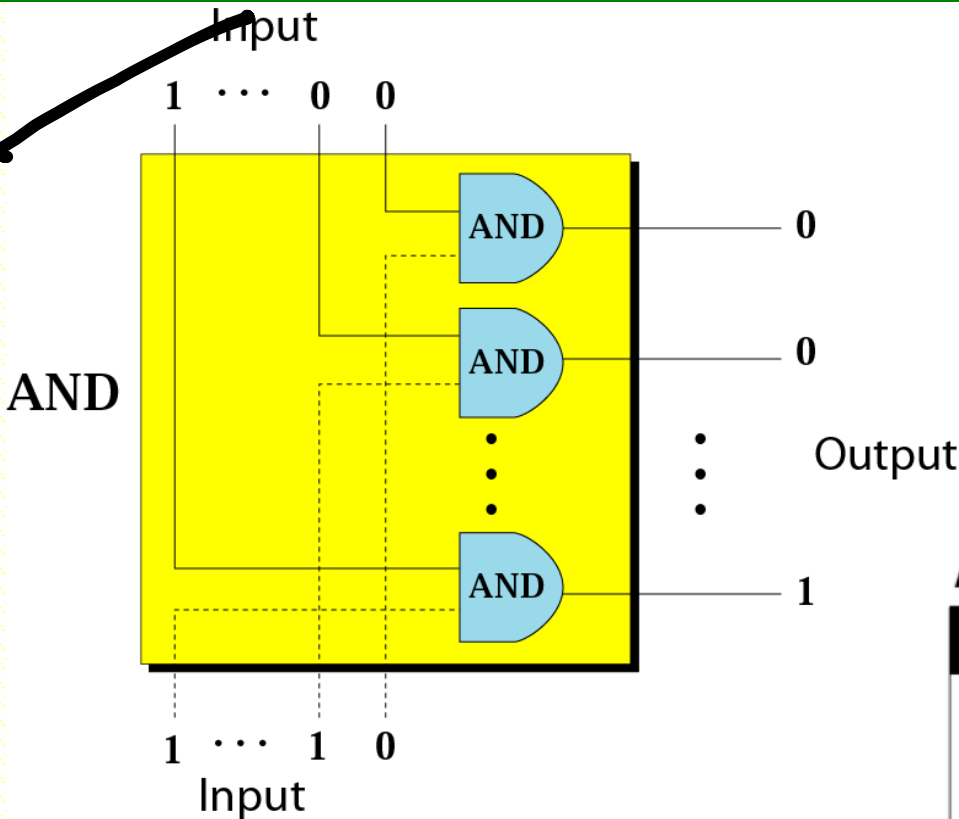 Input
1 ··· 0 0
AND 0
AND 0
AND
Output
AND 1
1 ··· 1 0
Input